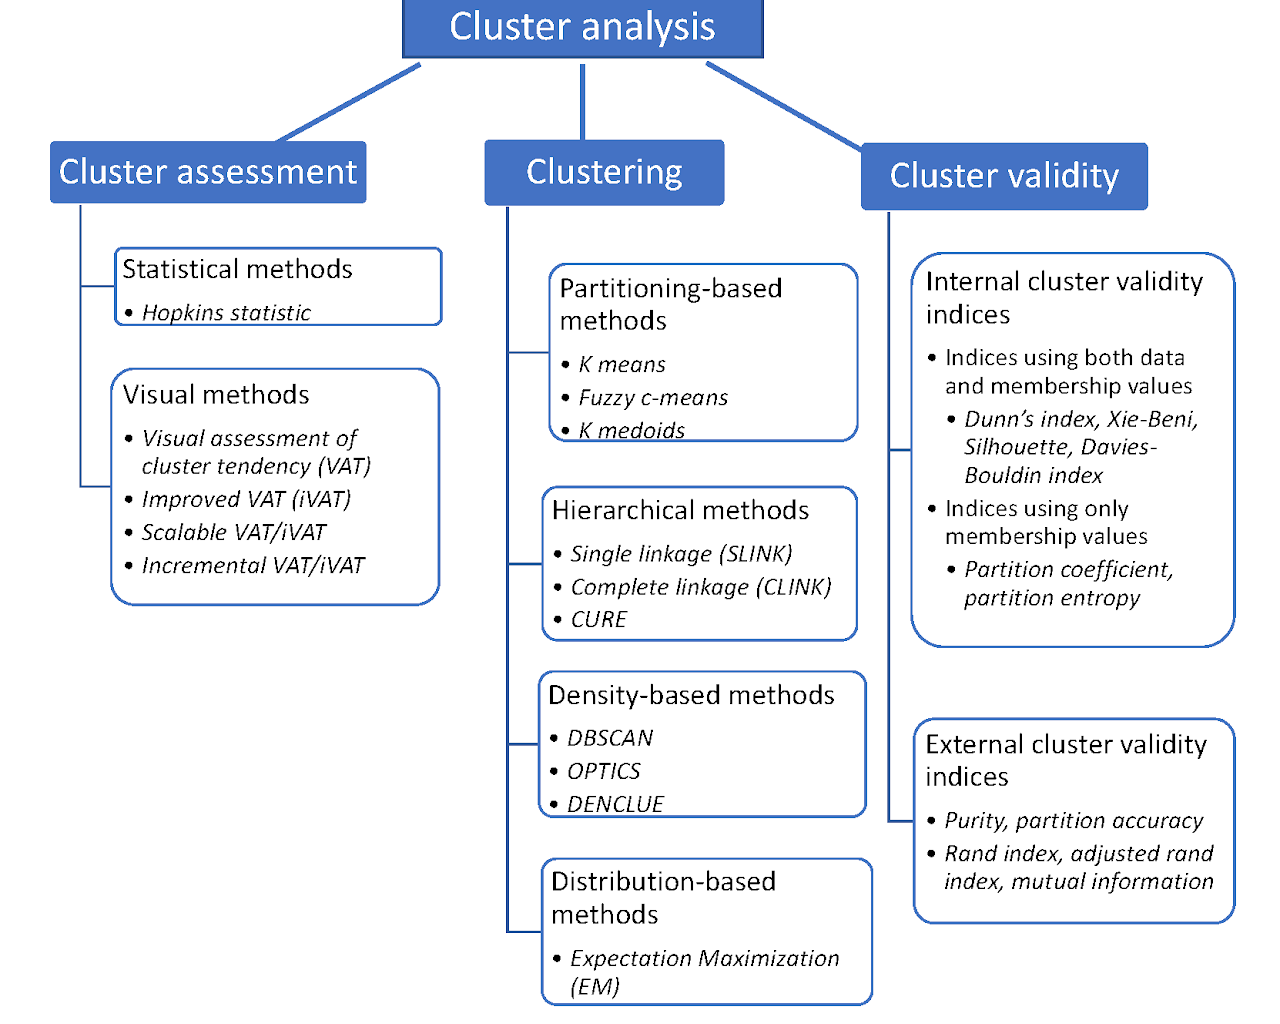 Cluster analysis
Cluster assessment
Statistical methods
• Hopkins statistic
Visual methods
• Visual assessment of
cluster tendency (VAT)
• Improved VAT (iVAT)
• Scalable VAT/iVAT
• Incremental VAT/iVAT
Clustering
Partitioning-based
methods
• K means
• Fuzzy c-means
• K medoids
Hierarchical methods
• Single linkage (SLINK)
• Complete linkage (CLINK)
• CURE
Density-based methods
• DBSCAN
• OPTICS
• DENCLUE
Distribution-based
methods
• Expectation Maximization
(EM)
Cluster validity
Internal cluster validity
indices
• Indices using both data
and membership values
• Dunn’s index, Xie-Beni,
Silhouette, Davies-
Bouldin index
• Indices using only
membership values
• Partition coefficient,
partition entropy
External cluster validity
indices
• Purity, partition accuracy
• Rand index, adjusted rand
index, mutual information